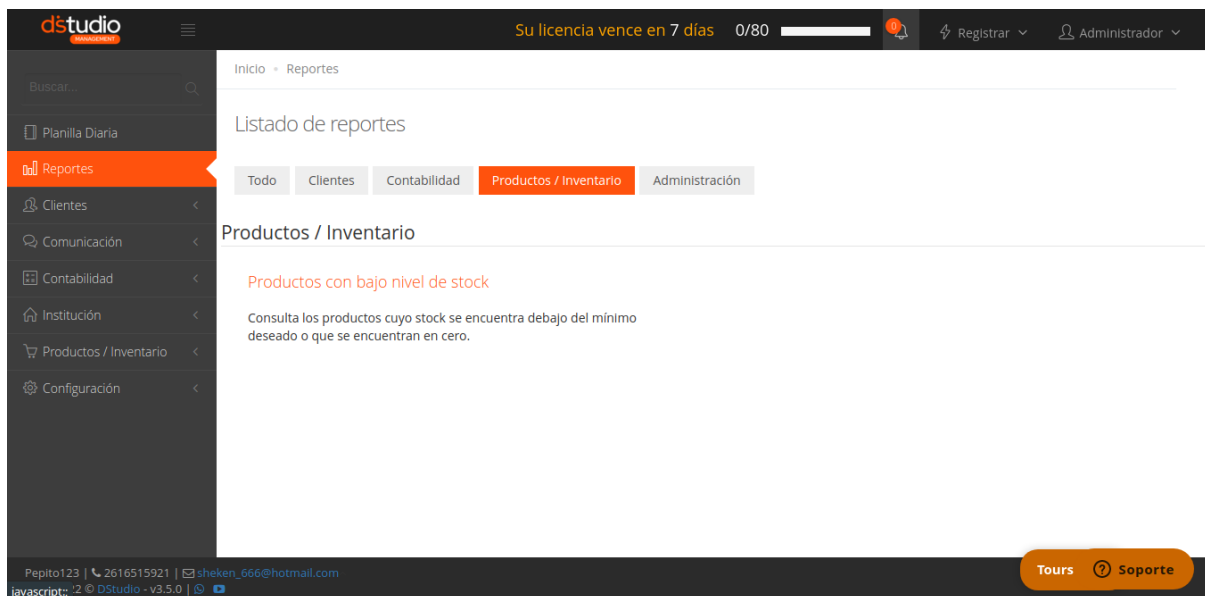 dstudio
MANAGEMENT
Su licencia vence en 7 días 0/80 0 Registrar Administrador
Buscar...
Planilla Diaria
Reportes
Clientes
Comunicación
Contabilidad
Institución
Productos / Inventario
Configuración
Inicio Reportes
Listado de reportes
Todo Clientes Contabilidad Productos / Inventario Administración
Productos / Inventario
Productos con bajo nivel de stock
Consulta los productos cuyo stock se encuentra debajo del mínimo
deseado o que se encuentran en cero.
Pepito123 | 2616515921 | sheken_666@hotmail.com
javascript:; 22 © DStudio - v3.5.0 |
Tours ? Soporte